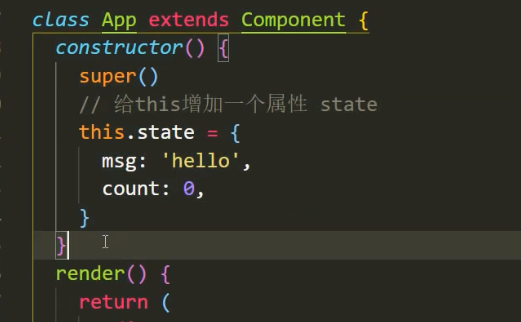 class App extends Component {
constructor() {
super()
// 给this增加一个属性 state
this.state = {
msg: 'hello',
count: 0,
}
}
render() {
return (